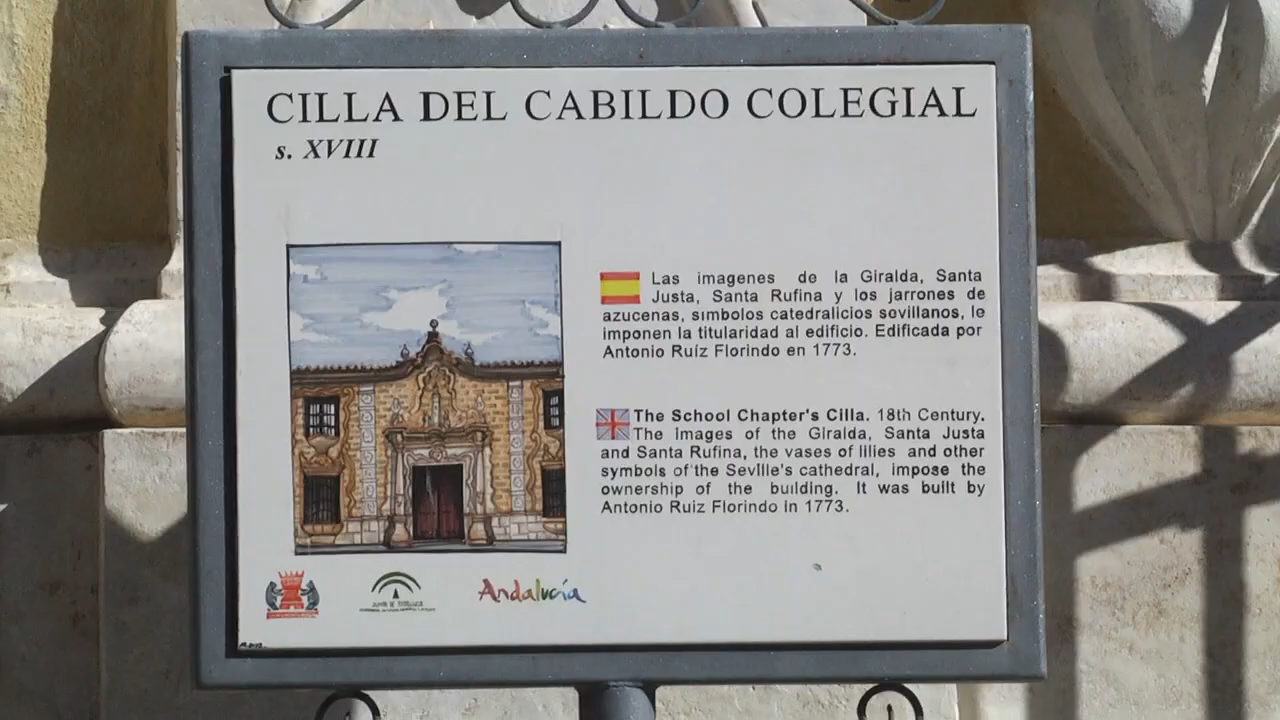 CILLA DEL CABILDO COLEGIAL
s. XVIII
Las imagenes de la Giralda, Santa
Justa, Santa Rufina y los jarrones de
azucenas, sımbolos catedralicios sevillanos, le
imponen la titularidad al edificio. Edificada por
Antonio Ruíz Florindo en 1773.
The School Chapter's Cilla. 18th Century.
The images of the Giralda, Santa Justa
and Santa Rufina, the vases of lilies and other
symbols of the Seville's cathedral, impose the
ownership of the building. It was built by
Antonio Ruiz Florindo in 1773.
JUNTA DE ANDALUCIA
Andalucía